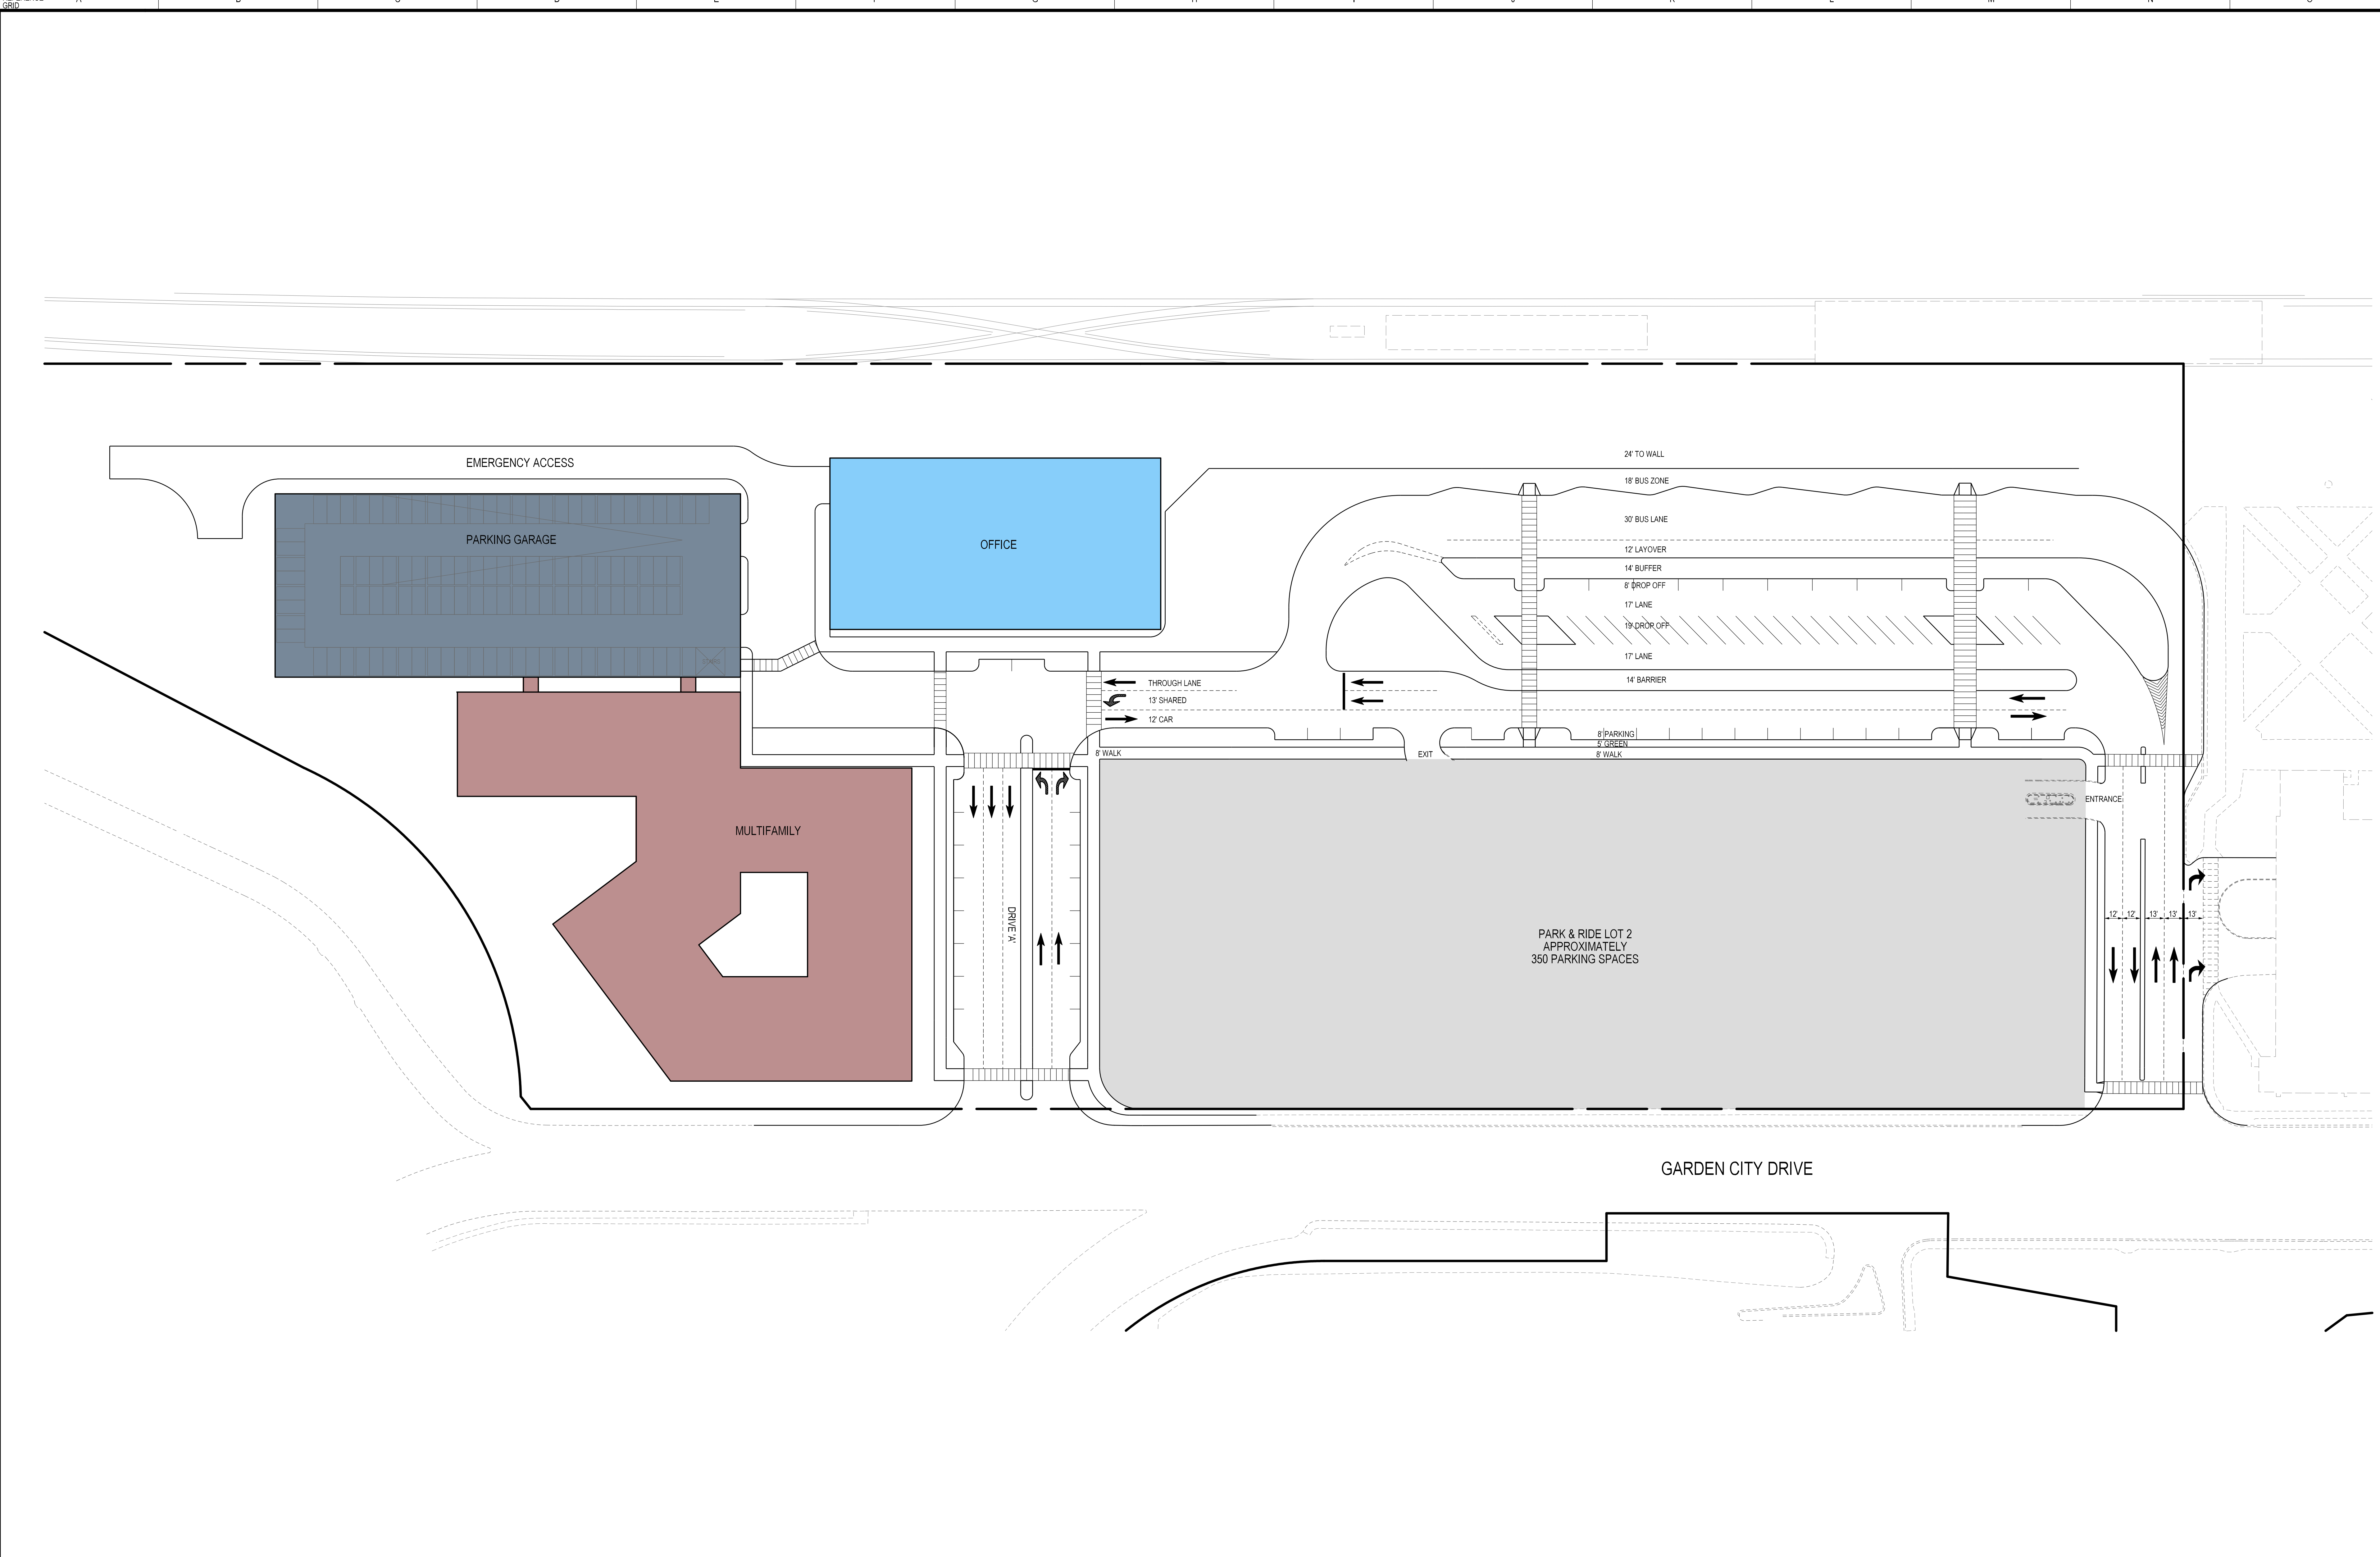 GRID
24' TO WALL
EMERGENCY ACCESS
18' BUS ZONE
30' BUS LANE
PARKING GARAGE
OFFICE
12' LAYOVER
14' BUFFER
8' DROP OFF
17' LANE
19' DROP OFF
17' LANE
14' BARRIER
THROUGH LANE
13' SHARED
12' CAR
8' PARKING
5' GREEN
8' WALK
EXIT
8' WALK
ENTRANCE
MULTIFAMILY
DRIVE 'A'
12'
12'
13'
13'
13'
PARK & RIDE LOT 2
APPROXIMATELY
350 PARKING SPACES
GARDEN CITY DRIVE